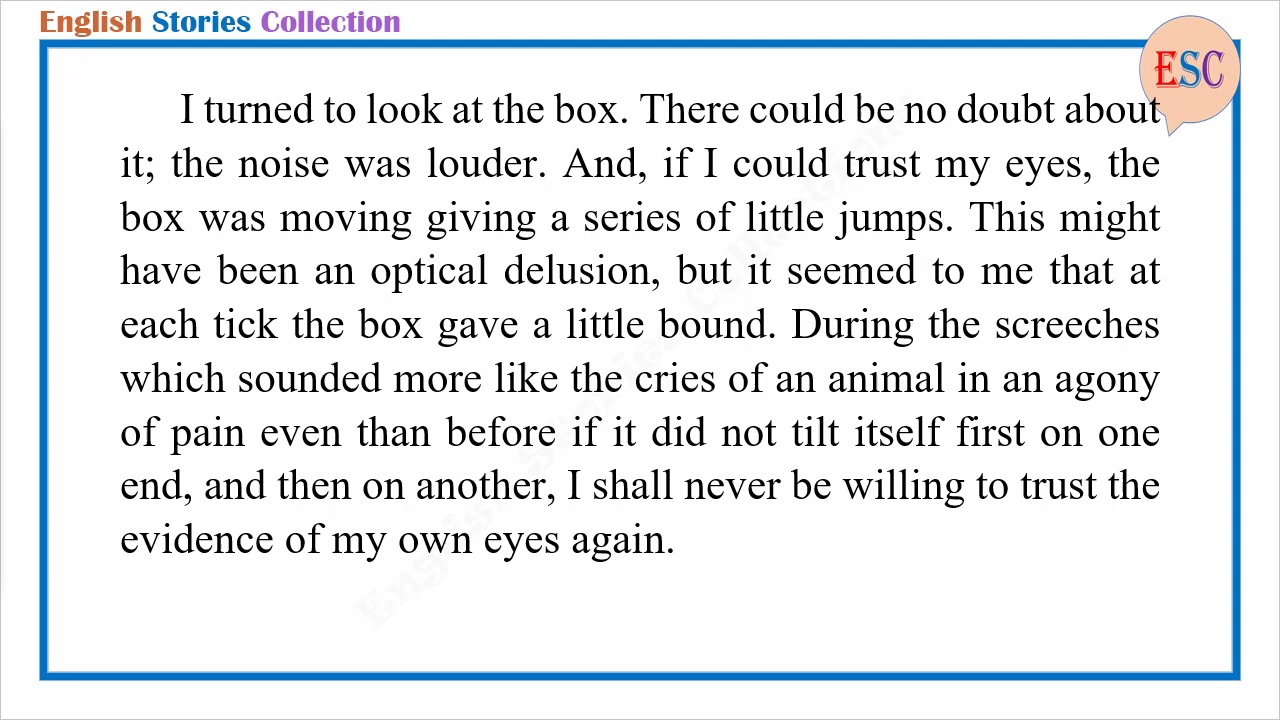 English Stories Collection
ESC
I turned to look at the box. There could be no doubt about
it; the noise was louder. And, if I could trust my eyes, the
box was moving giving a series of little jumps. This might
have been an optical delusion, but it seemed to me that at
each tick the box gave a little bound. During the screeches
which sounded more like the cries of an animal in an agony
of pain even than before if it did not tilt itself first on one
end, and then on another, I shall never be willing to trust the
evidence of my own eyes again.
English Stories Collection